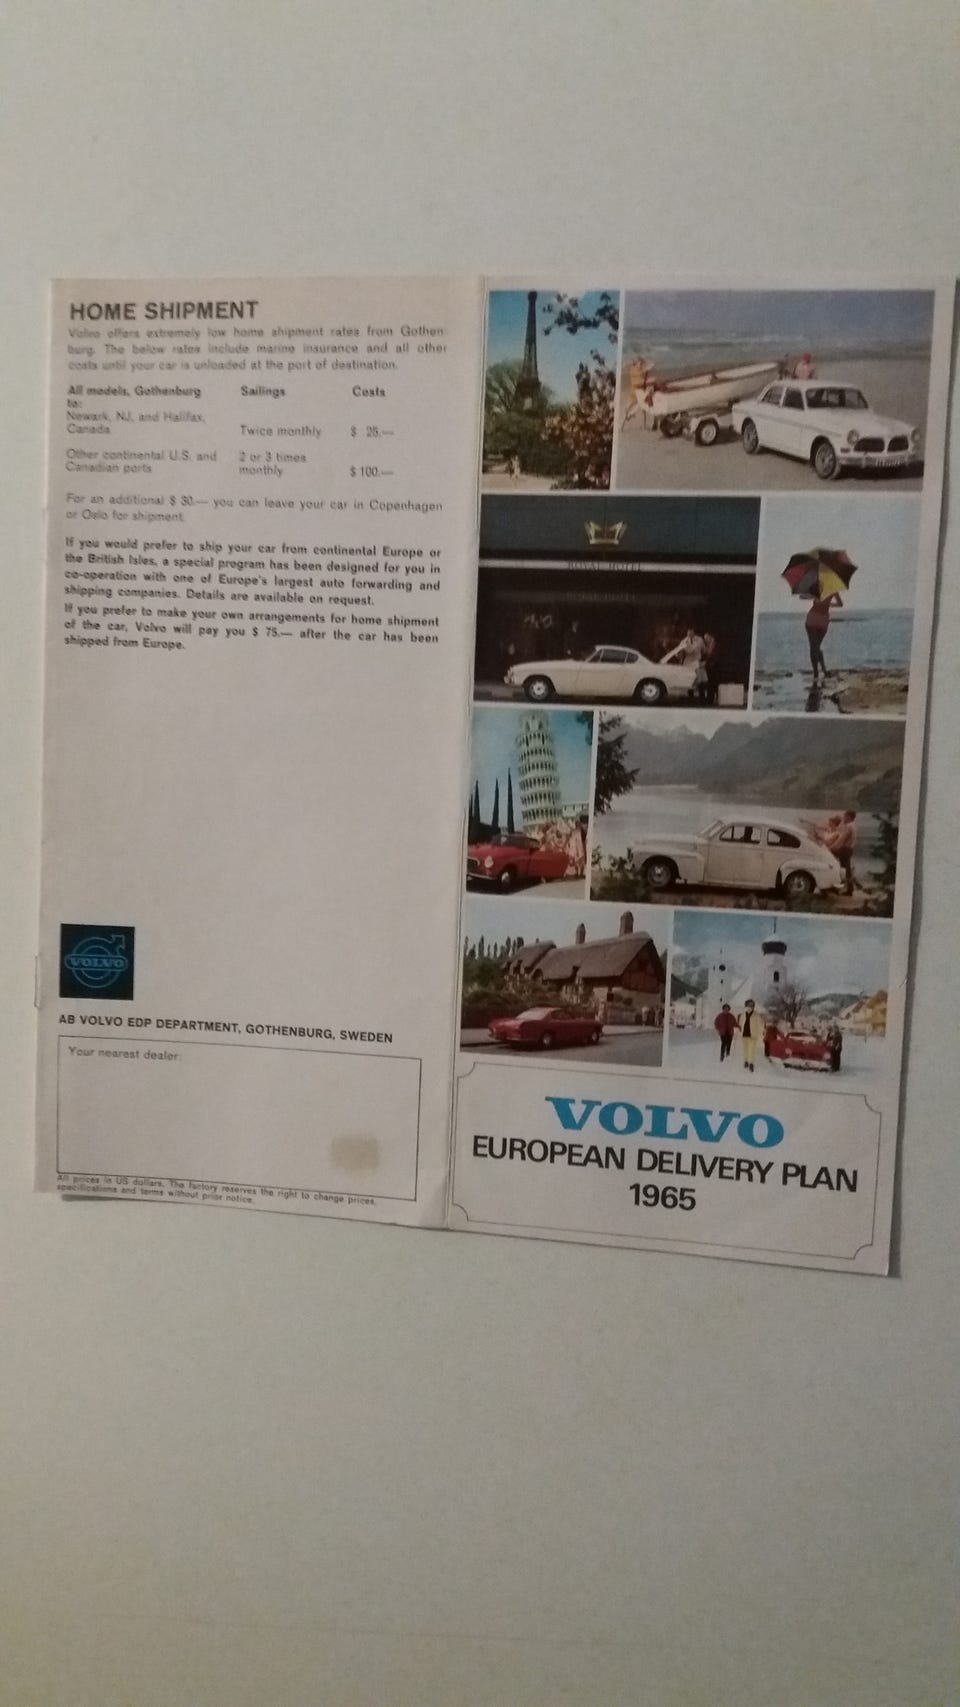 HOME SHIPMENT
Volvo offers extremely low home shipment rates from Gothen-
burg. The below rates include marine insurance and all other
costs until your car is unloaded at the port of destination.
All models, Gothenburg Sailings Costs
to:
Newark, NJ, and Halifax,
Canada Twice monthly $ 25.—
Other continental U.S. and 2 or 3 times
Canadian ports monthly $ 100.—
For an additional $ 30.— you can leave your car in Copenhagen
or Oslo for shipment.
If you would prefer to ship your car from continental Europe or
the British Isles, a special program has been designed for you in
co-operation with one of Europe's largest auto forwarding and
shipping companies. Details are available on request.
If you prefer to make your own arrangements for home shipment
of the car, Volvo will pay you $ 75.— after the car has been
shipped from Europe.
VOLVO
AB VOLVO EDP DEPARTMENT, GOTHENBURG, SWEDEN
Your nearest dealer:
All prices in US dollars. The factory reserves the right to change prices,
specifications and terms without prior notice.
ROYAL HOTEL
VOLVO
EUROPEAN DELIVERY PLAN
1965